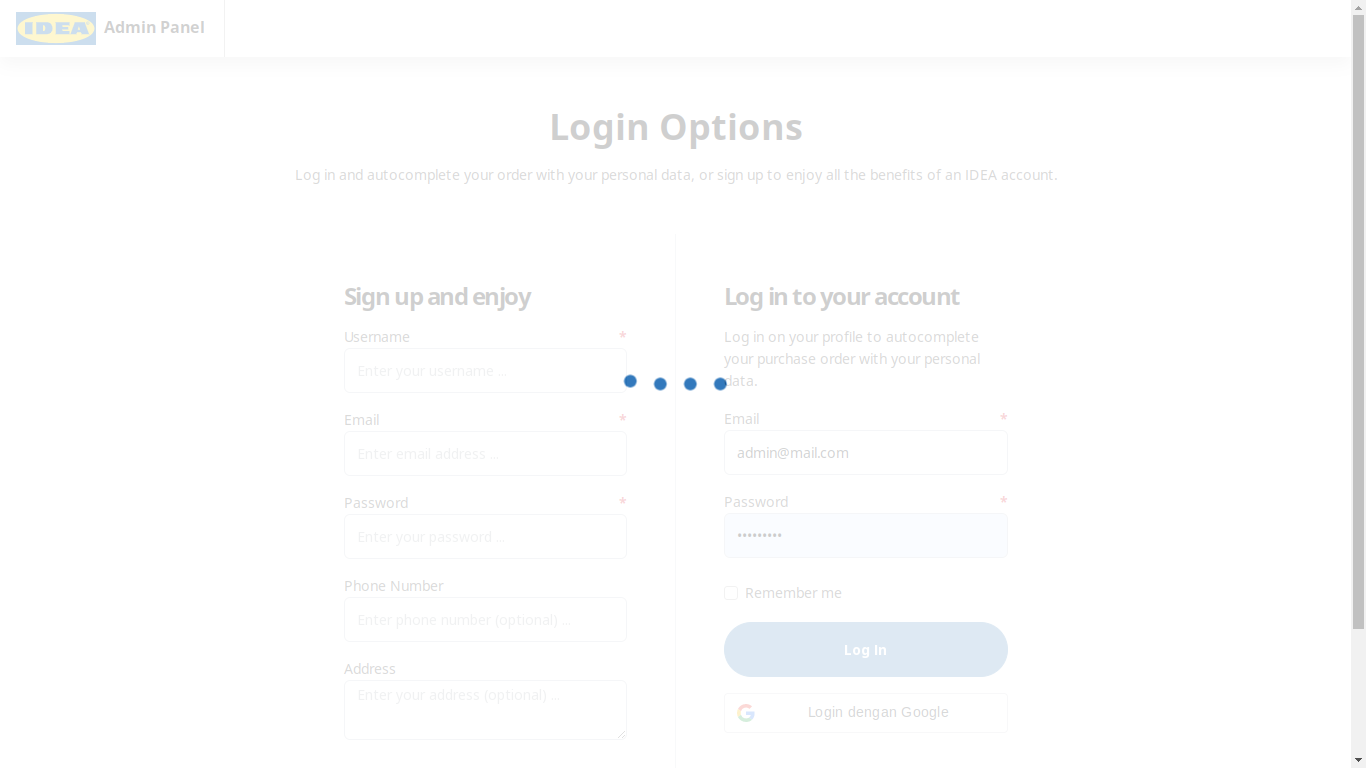 IDEA
Admin Panel
Login Options
Log in and autocomplete your order with your personal data, or sign up to enjoy all the benefits of an IDEA account.
Sign up and enjoy
Username *
Enter your username ...
Email *
Enter email address ...
Password *
Enter your password ...
Phone Number
Enter phone number (optional) ...
Address
Enter your address (optional) ...
Log in to your account
Log in on your profile to autocomplete
your purchase order with your personal
data.
Email *
admin@mail.com
Password *
•••••••••
Remember me
Log In
Login dengan Google